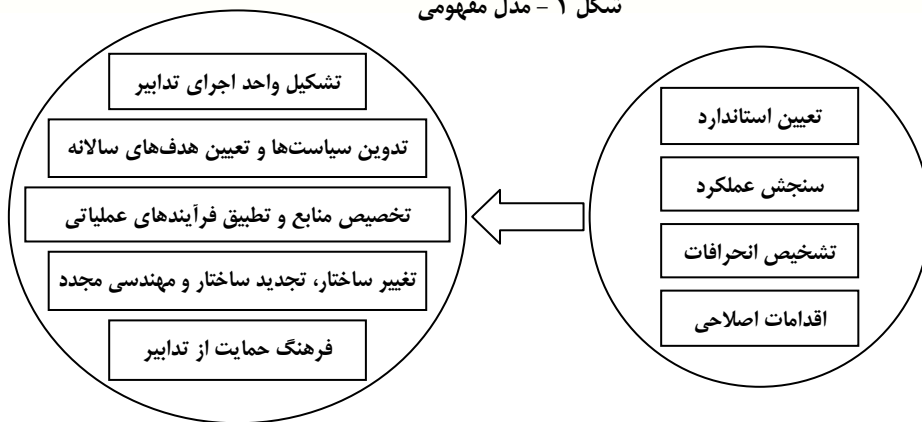 شکل ۱ - مدل مفهومی
تعیین استاندارد
سنجش عملکرد
تشخیص انحرافات
اقدامات اصلاحی
تشکیل واحد اجرای تدابیر
تدوین سیاست‌ها و تعیین هدف‌های سالانه
تخصیص منابع و تطبیق فرآیندهای عملیاتی
تغییر ساختار، تجدید ساختار و مهندسی مجدد
فرهنگ حمایت از تدابیر